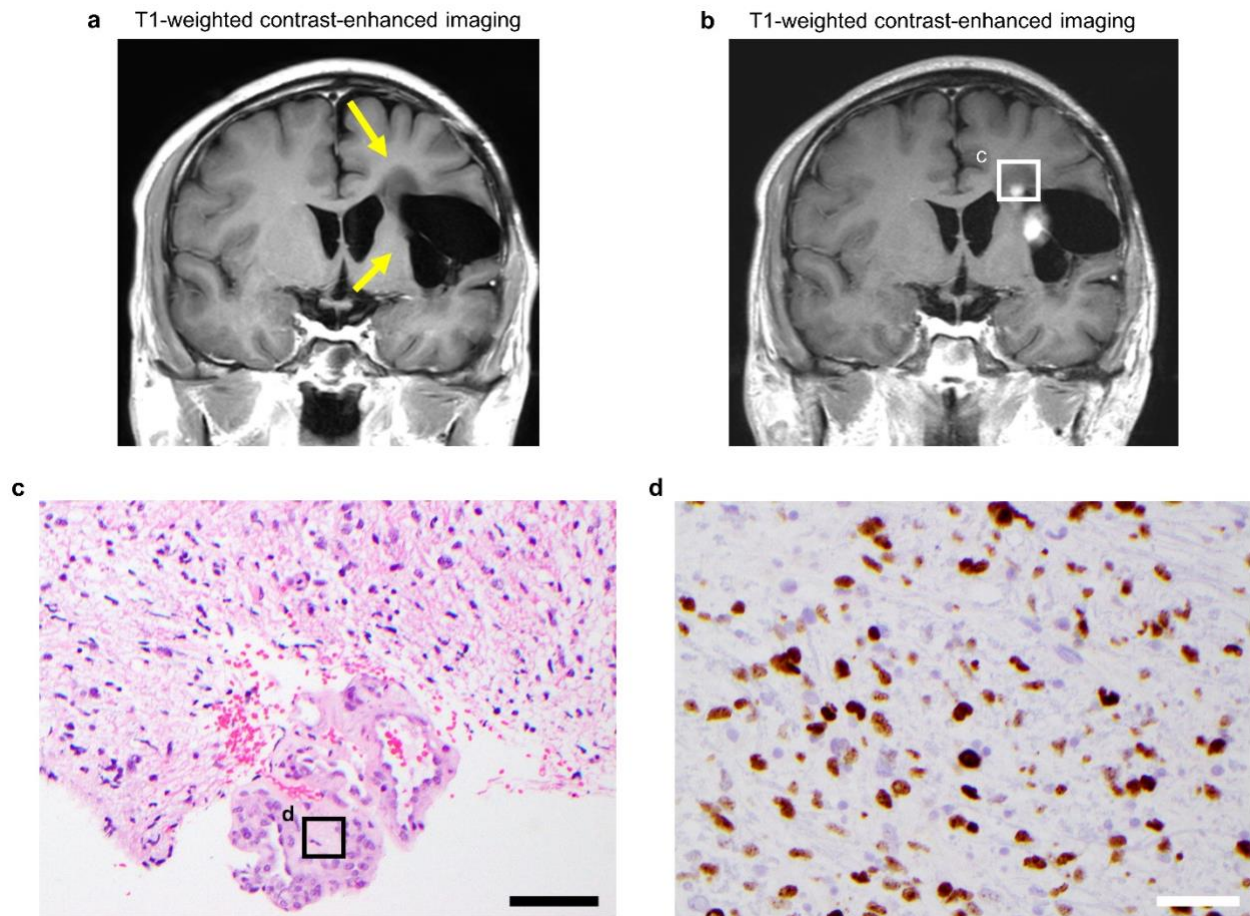 a T1-weighted contrast-enhanced imaging
b T1-weighted contrast-enhanced imaging
c
c
d
d